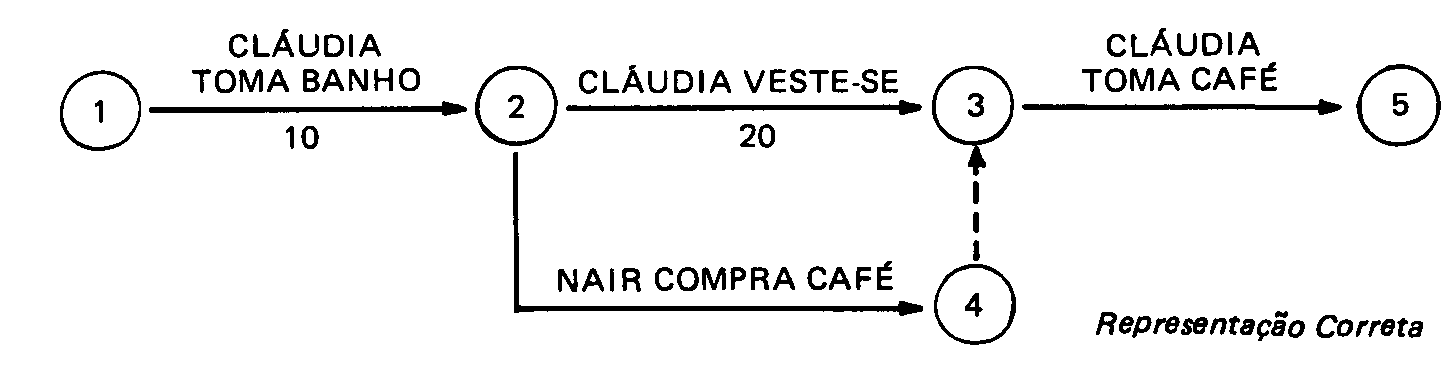 CLÁUDIA
TOMA BANHO
CLÁUDIA
TOMA CAFÉ
1
2
CLÁUDIA VESTE-SE
3
5
10
20
NAIR COMPRA CAFÉ
4
Representação Correta